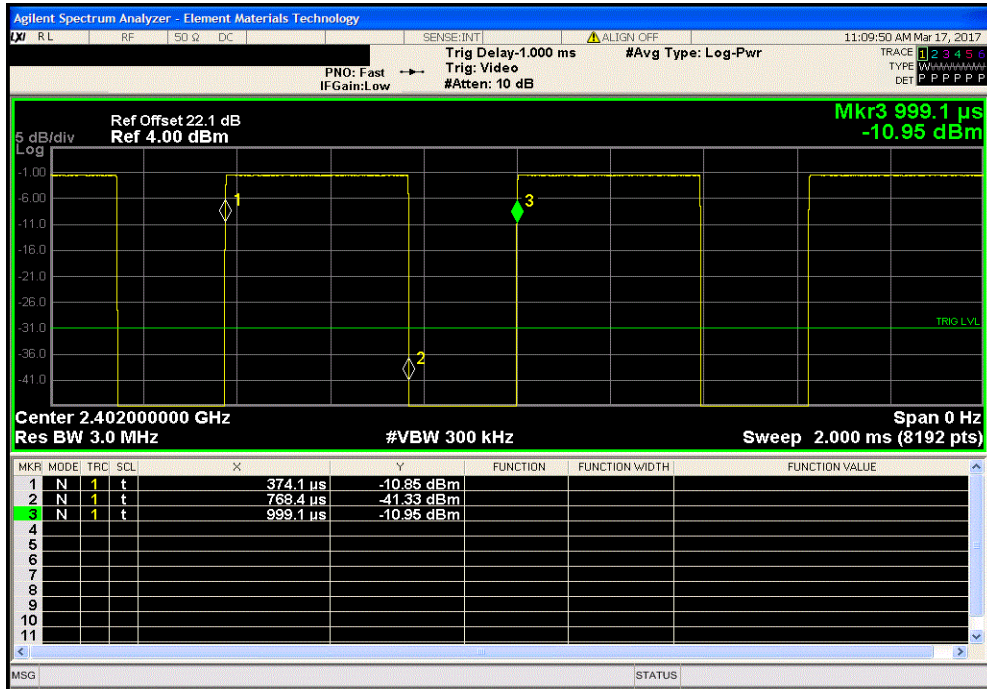 Agilent Spectrum Analyzer - Element Materials Technology
LXI RL RF 50 Ω DC SENSE:INT ALIGN OFF 11:09:50 AM Mar 17, 2017
Trig Delay-1.000 ms #Avg Type: Log-Pwr TRACE 1 2 3 4 5 6
PNO: Fast Trig: Video TYPE WWWWWW
IFGain:Low #Atten: 10 dB DET P P P P P P
Mkr3 999.1 µs
-10.95 dBm
Ref Offset 22.1 dB
5 dB/div Ref 4.00 dBm
Log
-1.00
-6.00
-11.0
-16.0
-21.0
-26.0
-31.0
-36.0
-41.0
1
3
2
TRIG LVL
Center 2.402000000 GHz Span 0 Hz
Res BW 3.0 MHz #VBW 300 kHz Sweep 2.000 ms (8192 pts)
MKR MODE TRC SCL X Y FUNCTION FUNCTION WIDTH FUNCTION VALUE
1 N 1 t 374.1 µs -10.85 dBm
2 N 1 t 768.4 µs -41.33 dBm
3 N 1 t 999.1 µs -10.95 dBm
4
5
6
7
8
9
10
11
MSG STATUS